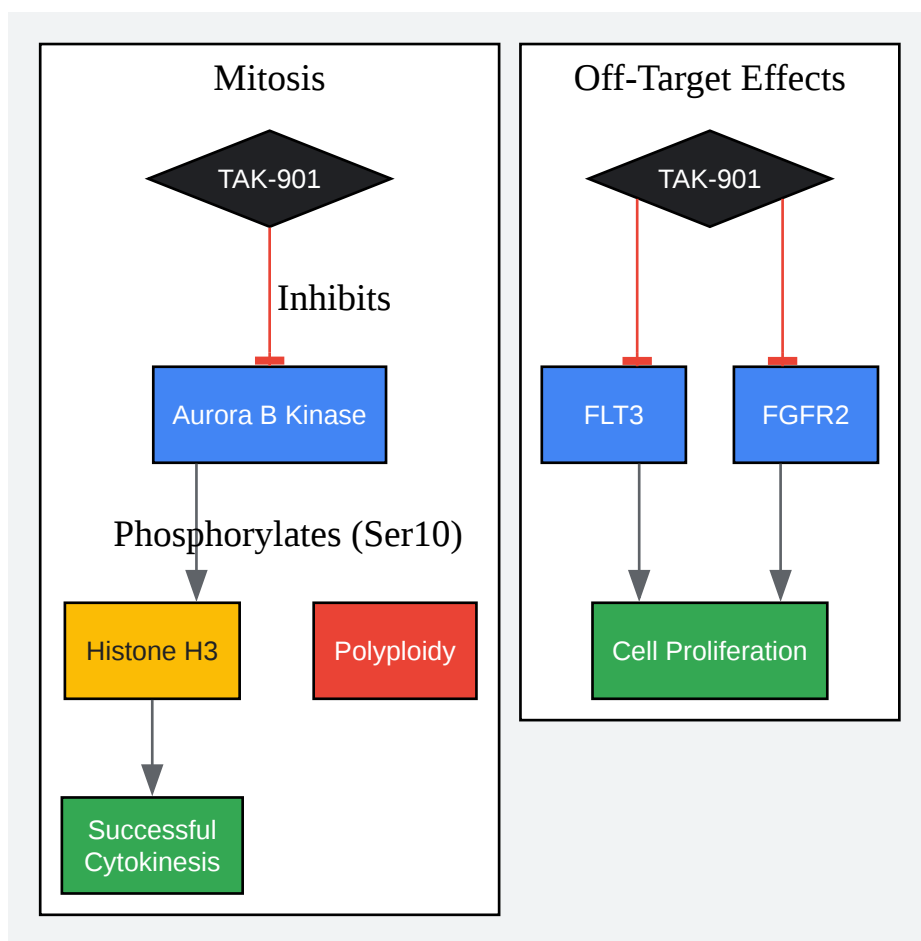 Mitosis
TAK-901
Inhibits
Aurora B Kinase
Phosphorylates (Ser10)
Histone H3
Polyploidy
Successful
Cytokinesis
Off-Target Effects
TAK-901
FLT3
FGFR2
Cell Proliferation